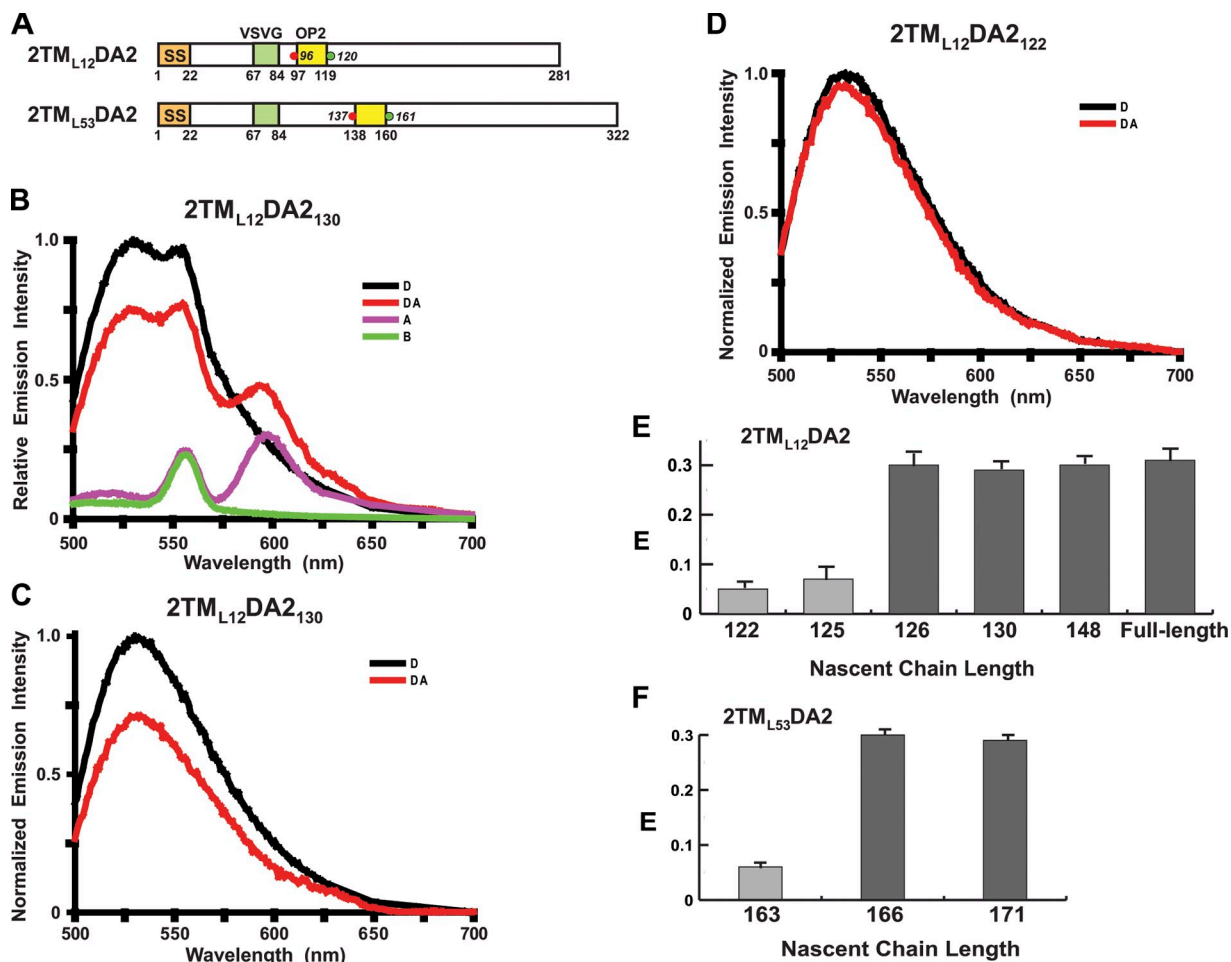 A
VSVG OP2
2TML12DA2
SS
96
120
1 22 67 84 97 119 281
2TML53DA2
SS
137
161
1 22 67 84 138 160 322
B
2TML12DA2130
1.0
0.5
0
Relative Emission Intensity
D
DA
A
B
500 550 600 650 700
Wavelength (nm)
C
2TML12DA2130
1.0
0.5
0
Normalized Emission Intensity
D
DA
500 550 600 650 700
Wavelength (nm)
D
2TML12DA2122
1.0
0.5
0
Normalized Emission Intensity
D
DA
500 550 600 650 700
Wavelength (nm)
E
2TML12DA2
0.3
0.2
0.1
0
E
122 125 126 130 148 Full-length
Nascent Chain Length
F
2TML53DA2
0.3
0.2
0.1
0
E
163 166 171
Nascent Chain Length